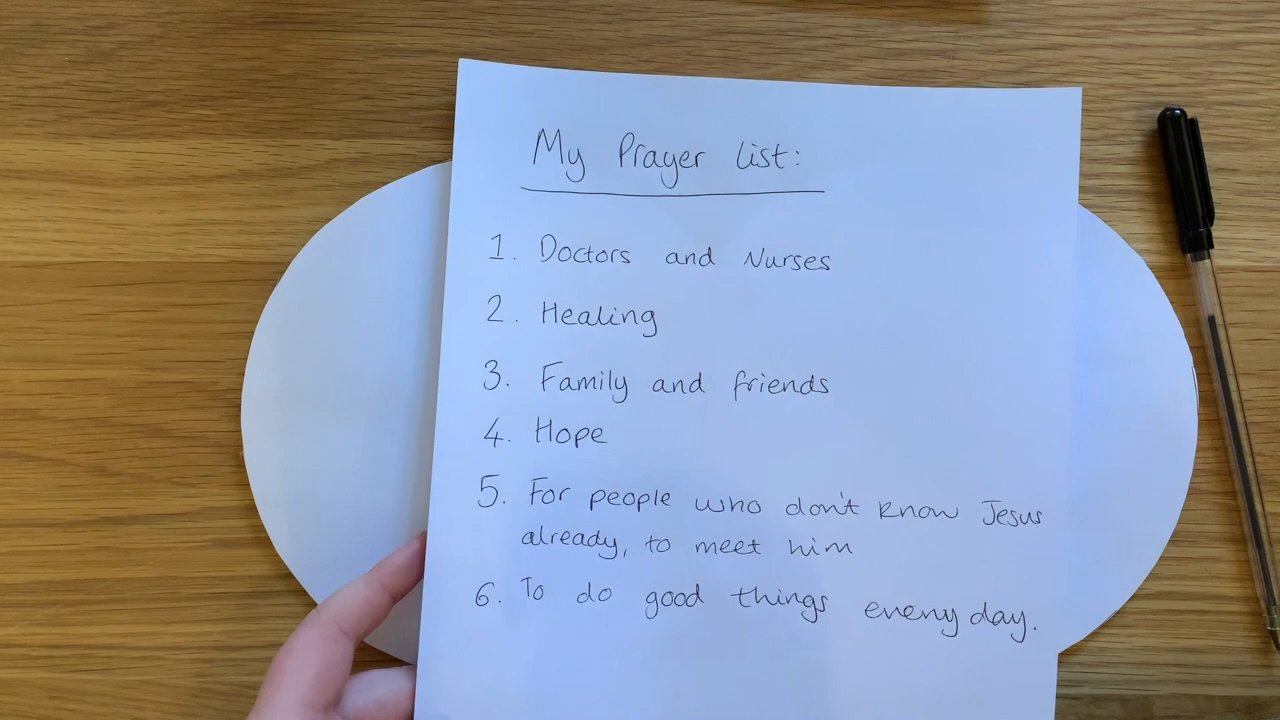 My Prayer list:
1. Doctors and Nurses
2. Healing
3. Family and friends
4. Hope
5. For people who don't know Jesus
already, to meet him
6. To do good things every day.